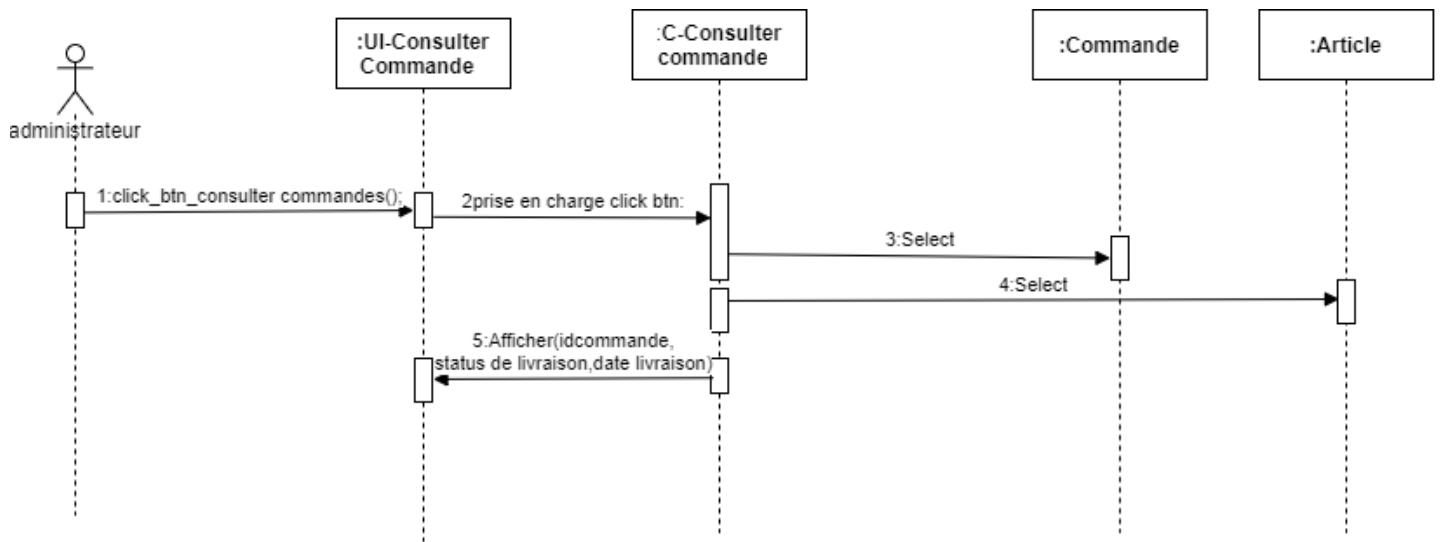 :UI-Consulter
Commande
:C-Consulter
commande
:Commande
:Article
administrateur
1:click_btn_consulter commandes();
2prise en charge click btn:
3:Select
4:Select
5:Afficher(idcommande,
status de livraison,date livraison)